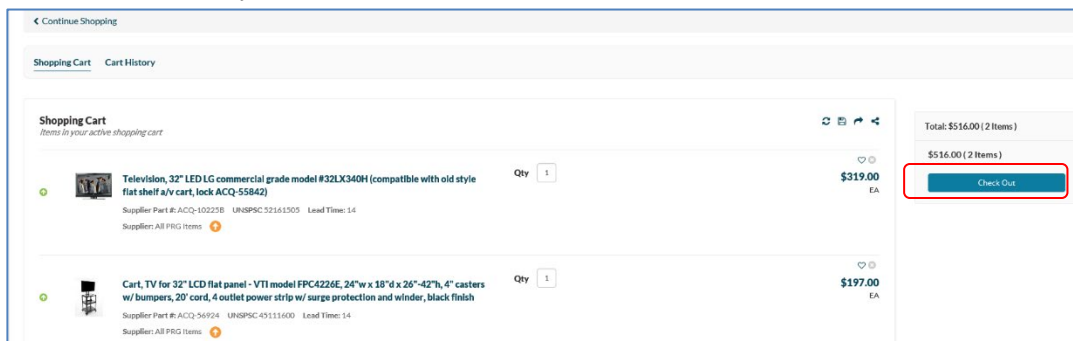 Continue Shopping
Shopping Cart Cart History
Shopping Cart
Items in your active shopping cart
Television, 32" LED LG commercial grade model #32LX340H (compatible with old style
flat shelf a/v cart, lock ACQ-55842)
Qty 1
$319.00
EA
Supplier Part #: ACQ-10225B UNSPSC 52161505 Lead Time: 14
Supplier: All PRG Items
Cart, TV for 32" LCD flat panel - VTI model FPC4226E, 24"w x 18"d x 26"-42"h, 4" casters
w/ bumpers, 20' cord, 4 outlet power strip w/ surge protection and winder, black finish
Qty 1
$197.00
EA
Supplier Part #: ACQ-56924 UNSPSC 45111600 Lead Time: 14
Supplier: All PRG Items
Total: $516.00 ( 2 Items )
$516.00 ( 2 Items )
Check Out